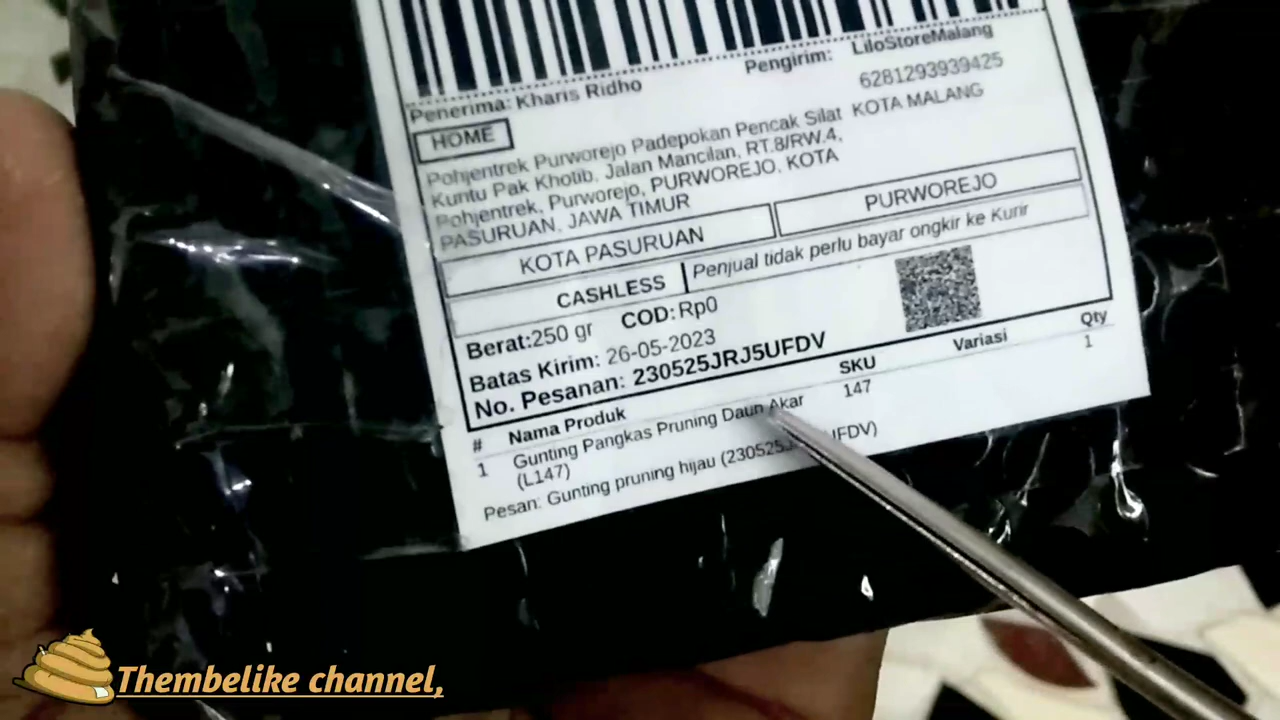 Penerima: Kharis Ridho
Pengirim: LiloStoreMalang
6281293939425
KOTA MALANG
HOME
Pohjentrek Purworejo Padepokan Pencak Silat
Kuntu Pak Khotib, Jalan Mancilan, RT.8/RW.4,
Pohjentrek, Purworejo, PURWOREJO, KOTA
PASURUAN, JAWA TIMUR
KOTA PASURUAN
PURWOREJO
CASHLESS
Penjual tidak perlu bayar ongkir ke Kurir
Berat:250 gr COD:Rp0
Batas Kirim: 26-05-2023
No. Pesanan: 230525JRJ5UFDV
# Nama Produk SKU Variasi Qty
1 Gunting Pangkas Pruning Daun Akar 147 1
(L147)
Pesan: Gunting pruning hijau (230525J UFDV)
Thembelike channel,